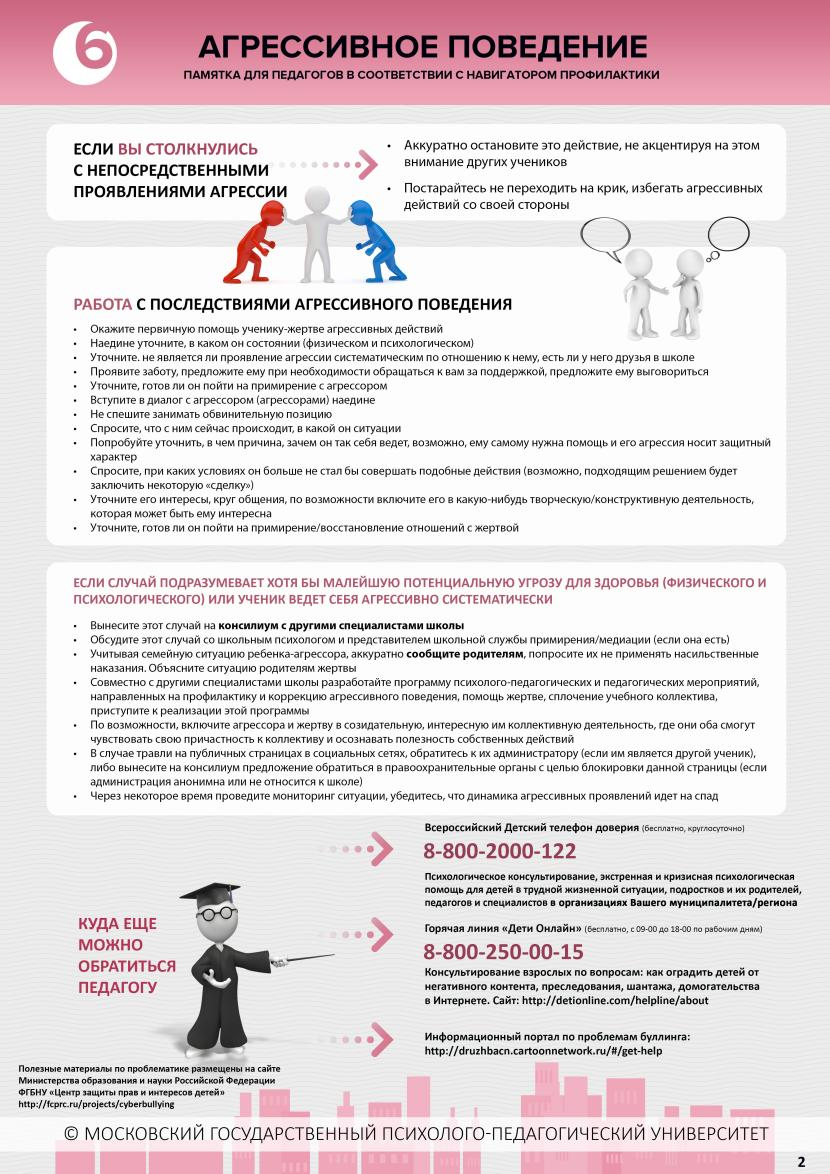 6
АГРЕССИВНОЕ ПОВЕДЕНИЕ
ПАМЯТКА ДЛЯ ПЕДАГОГОВ В СООТВЕТСТВИИ С НАВИГАТОРОМ ПРОФИЛАКТИКИ
ЕСЛИ ВЫ СТОЛКНУЛИСЬ
С НЕПОСРЕДСТВЕННЫМИ
ПРОЯВЛЕНИЯМИ АГРЕССИИ
• Аккуратно остановите это действие, не акцентируя на этом
внимание других учеников
• Постарайтесь не переходить на крик, избегать агрессивных
действий со своей стороны
РАБОТА С ПОСЛЕДСТВИЯМИ АГРЕССИВНОГО ПОВЕДЕНИЯ
• Окажите первичную помощь ученику-жертве агрессивных действий
• Наедине уточните, в каком он состоянии (физическом и психологическом)
• Уточните. не является ли проявление агрессии систематическим по отношению к нему, есть ли у него друзья в школе
• Проявите заботу, предложите ему при необходимости обращаться к вам за поддержкой, предложите ему выговориться
• Уточните, готов ли он пойти на примирение с агрессором
• Вступите в диалог с агрессором (агрессорами) наедине
• Не спешите занимать обвинительную позицию
• Спросите, что с ним сейчас происходит, в какой он ситуации
• Попробуйте уточнить, в чем причина, зачем он так себя ведет, возможно, ему самому нужна помощь и его агрессия носит защитный
характер
• Спросите, при каких условиях он больше не стал бы совершать подобные действия (возможно, подходящим решением будет
заключить некоторую «сделку»)
• Уточните его интересы, круг общения, по возможности включите его в какую-нибудь творческую/конструктивную деятельность,
которая может быть ему интересна
• Уточните, готов ли он пойти на примирение/восстановление отношений с жертвой
ЕСЛИ СЛУЧАЙ ПОДРАЗУМЕВАЕТ ХОТЯ БЫ МАЛЕЙШУЮ ПОТЕНЦИАЛЬНУЮ УГРОЗУ ДЛЯ ЗДОРОВЬЯ (ФИЗИЧЕСКОГО И
ПСИХОЛОГИЧЕСКОГО) ИЛИ УЧЕНИК ВЕДЕТ СЕБЯ АГРЕССИВНО СИСТЕМАТИЧЕСКИ
• Вынесите этот случай на консилиум с другими специалистами школы
• Обсудите этот случай со школьным психологом и представителем школьной службы примирения/медиации (если она есть)
• Учитывая семейную ситуацию ребенка-агрессора, аккуратно сообщите родителям, попросите их не применять насильственные
наказания. Объясните ситуацию родителям жертвы
• Совместно с другими специалистами школы разработайте программу психолого-педагогических и педагогических мероприятий,
направленных на профилактику и коррекцию агрессивного поведения, помощь жертве, сплочение учебного коллектива,
приступите к реализации этой программы
• По возможности, включите агрессора и жертву в созидательную, интересную им коллективную деятельность, где они оба смогут
чувствовать свою причастность к коллективу и осознавать полезность собственных действий
• В случае травли на публичных страницах в социальных сетях, обратитесь к их администратору (если им является другой ученик),
либо вынесите на консилиум предложение обратиться в правоохранительные органы с целью блокировки данной страницы (если
администрация анонимна или не относится к школе)
• Через некоторое время проведите мониторинг ситуации, убедитесь, что динамика агрессивных проявлений идет на спад
КУДА ЕЩЕ
МОЖНО
ОБРАТИТЬСЯ
ПЕДАГОГУ
Всероссийский Детский телефон доверия (бесплатно, круглосуточно)
8-800-2000-122
Психологическое консультирование, экстренная и кризисная психологическая
помощь для детей в трудной жизненной ситуации, подростков и их родителей,
педагогов и специалистов в организациях Вашего муниципалитета/региона
Горячая линия «Дети Онлайн» (бесплатно, с 09-00 до 18-00 по рабочим дням)
8-800-250-00-15
Консультирование взрослых по вопросам: как оградить детей от
негативного контента, преследования, шантажа, домогательства
в Интернете. Сайт: http://detionline.com/helpline/about
Информационный портал по проблемам буллинга:
http://druzhbacn.cartoonnetwork.ru/#/get-help
Полезные материалы по проблематике размещены на сайте
Министерства образования и науки Российской Федерации
ФГБНУ «Центр защиты прав и интересов детей»
http://fcprc.ru/projects/cyberbullying
© МОСКОВСКИЙ ГОСУДАРСТВЕННЫЙ ПСИХОЛОГО-ПЕДАГОГИЧЕСКИЙ УНИВЕРСИТЕТ
2